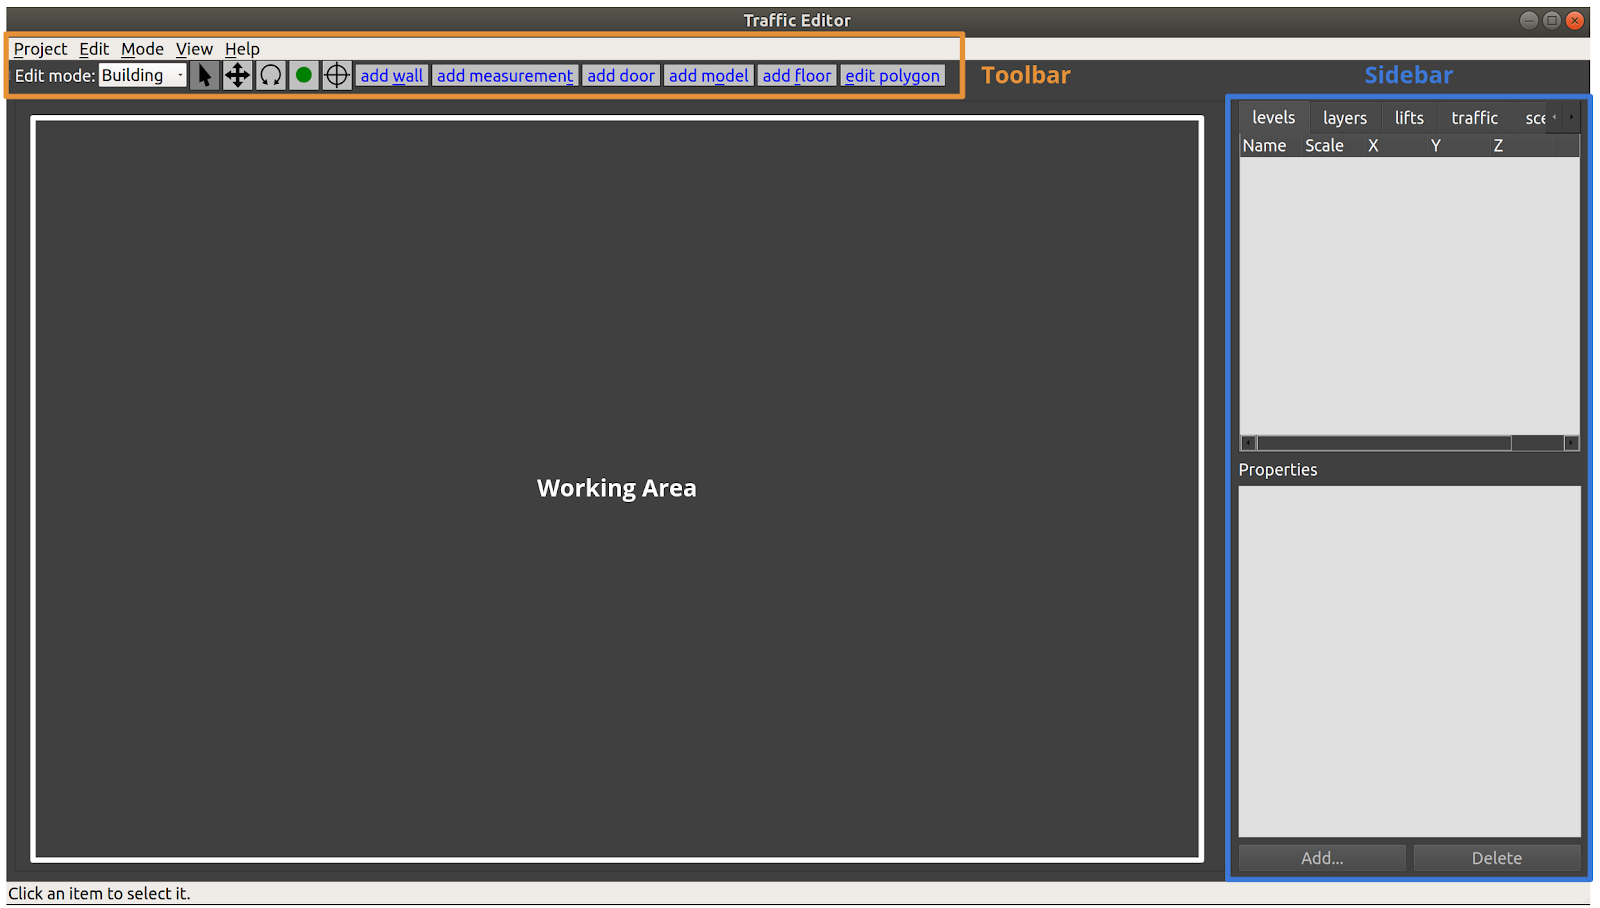 Traffic Editor
Project Edit Mode View Help
Edit mode: Building add wall add measurement add door add model add floor edit polygon
Toolbar
Sidebar
levels layers lifts traffic sce
Name Scale X Y Z
Working Area
Properties
Add... Delete
Click an item to select it.